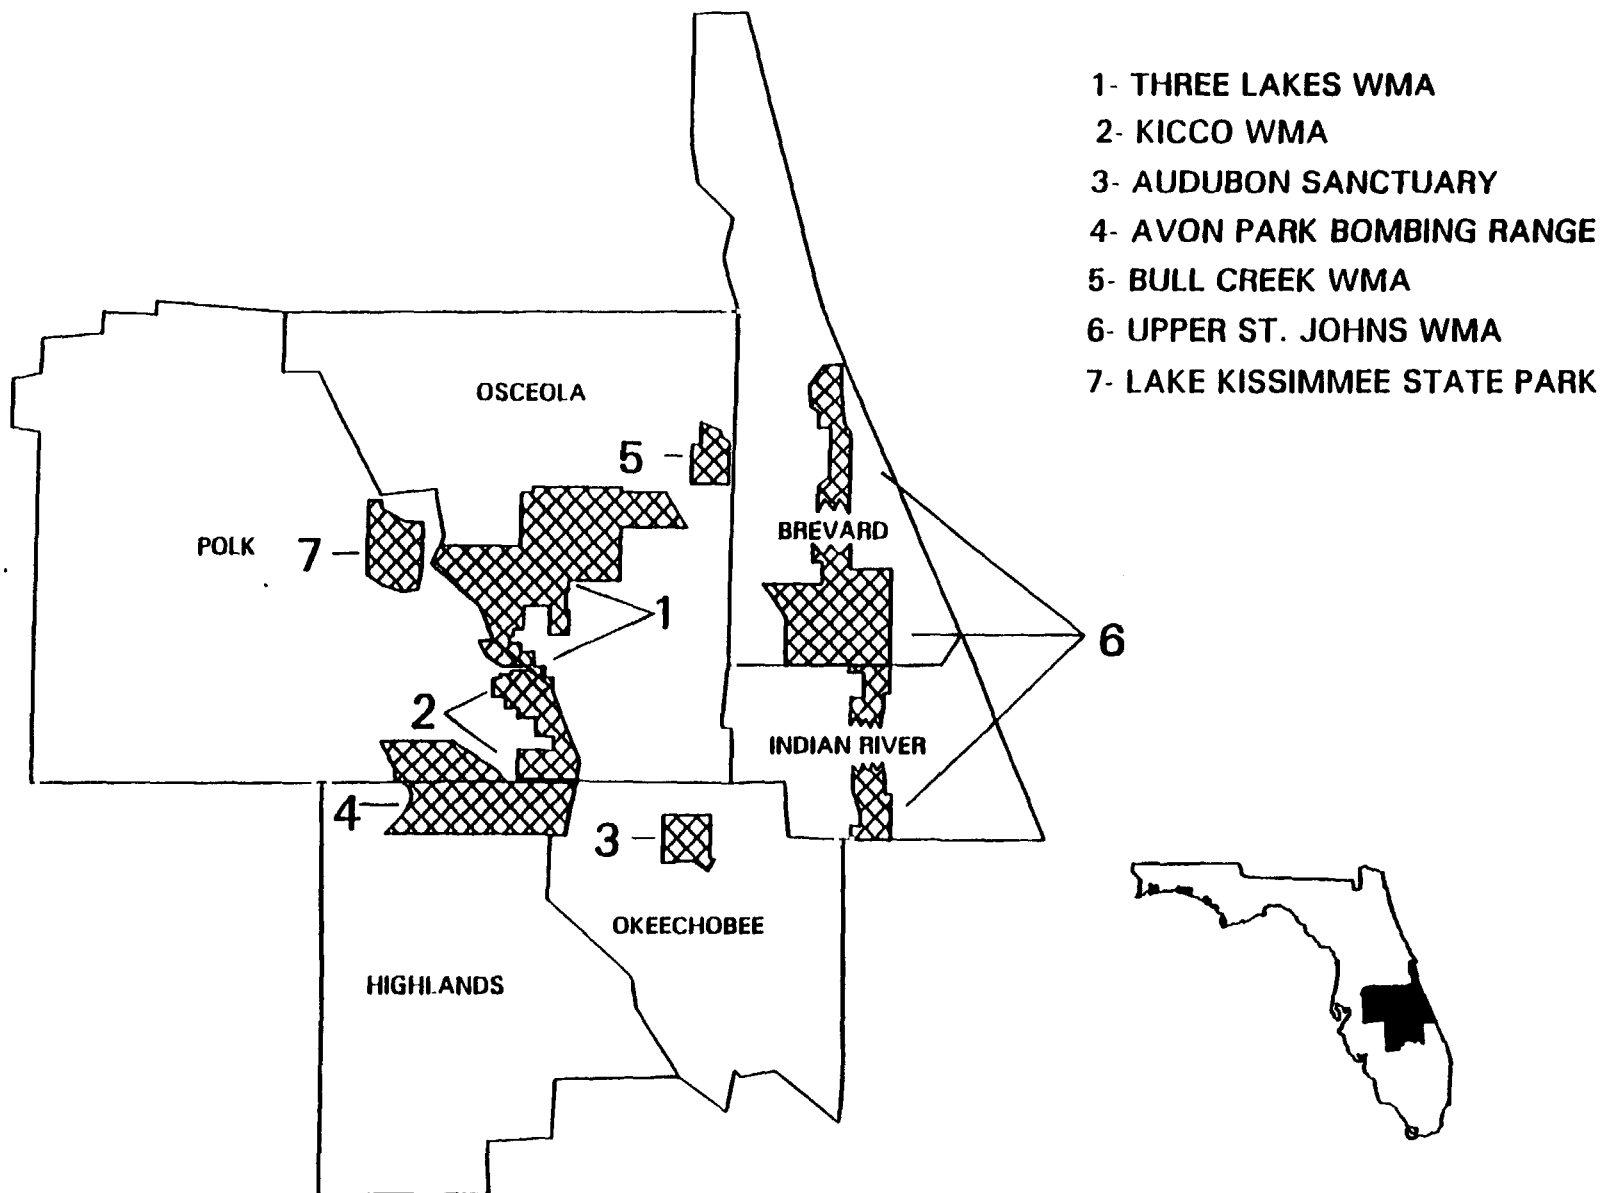 1- THREE LAKES WMA
2- KICCO WMA
3- AUDUBON SANCTUARY
4- AVON PARK BOMBING RANGE
5- BULL CREEK WMA
6- UPPER ST. JOHNS WMA
7- LAKE KISSIMMEE STATE PARK
OSCEOLA
5
BREVARD
POLK
7
1
6
2
INDIAN RIVER
4
3
OKEECHOBEE
HIGHLANDS